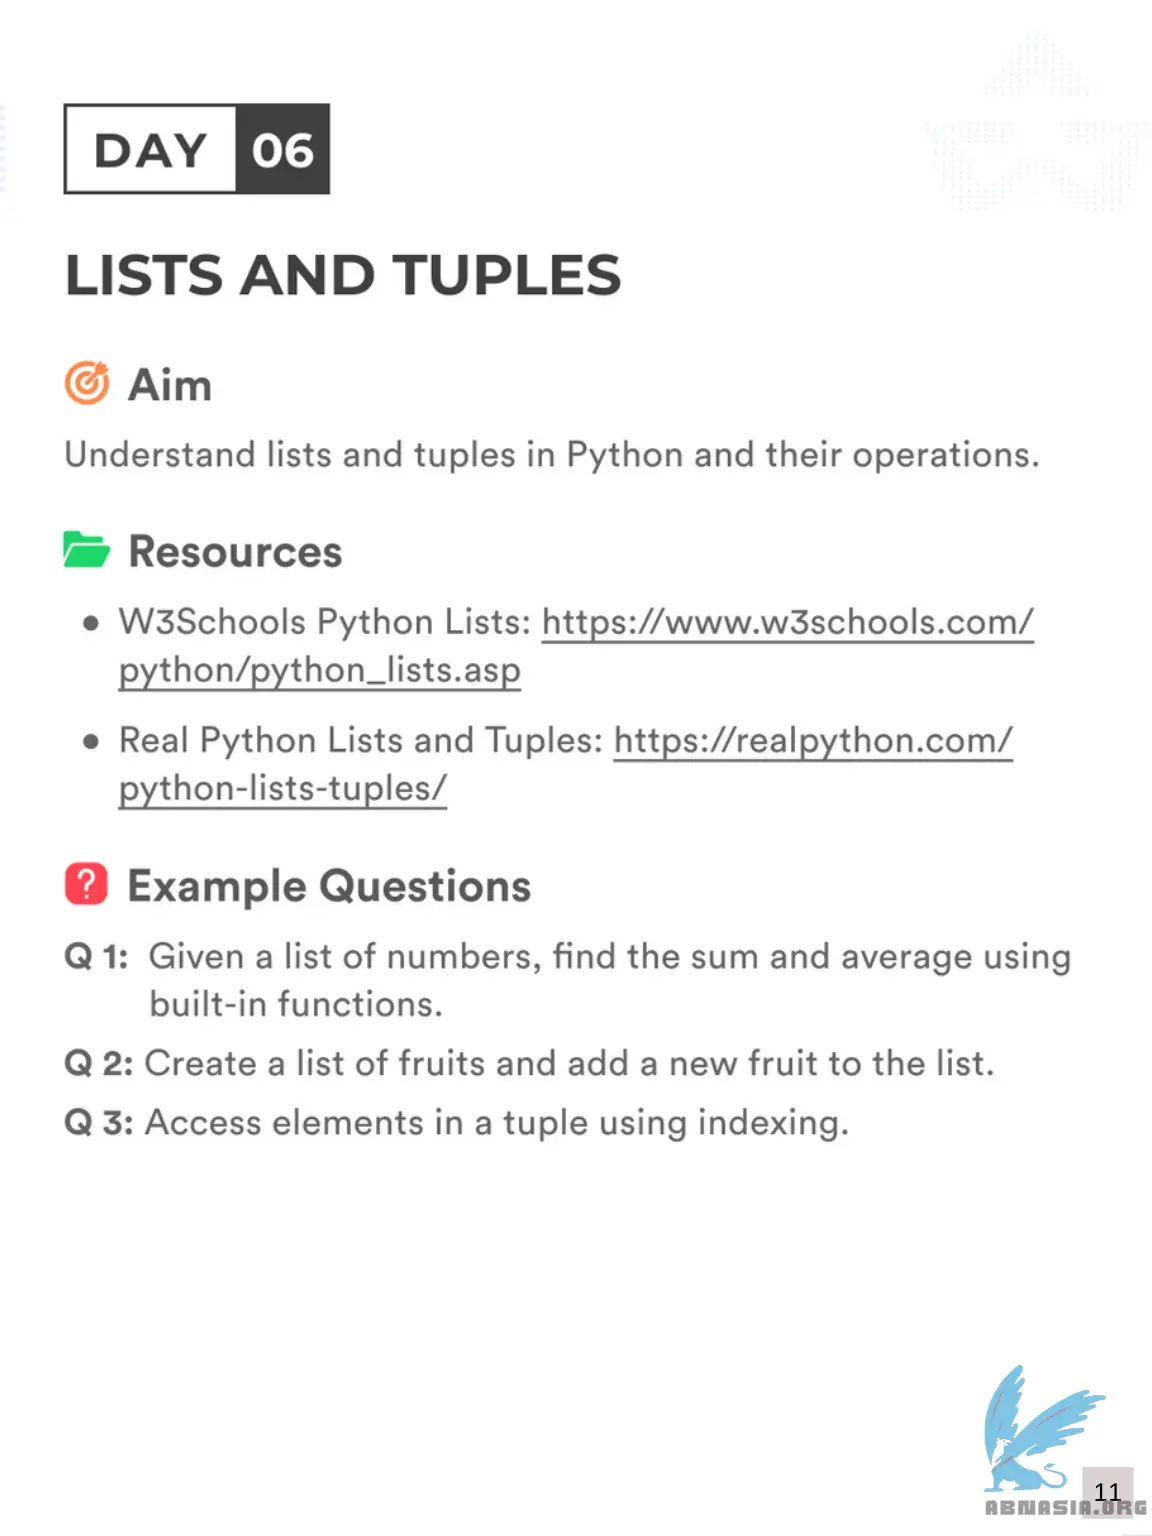 DAY 06
LISTS AND TUPLES
Aim
Understand lists and tuples in Python and their operations.
Resources
• W3Schools Python Lists: https://www.w3schools.com/
python/python_lists.asp
• Real Python Lists and Tuples: https://realpython.com/
python-lists-tuples/
? Example Questions
Q 1: Given a list of numbers, find the sum and average using
built-in functions.
Q 2: Create a list of fruits and add a new fruit to the list.
Q 3: Access elements in a tuple using indexing.
11
ABNASIA.ORG